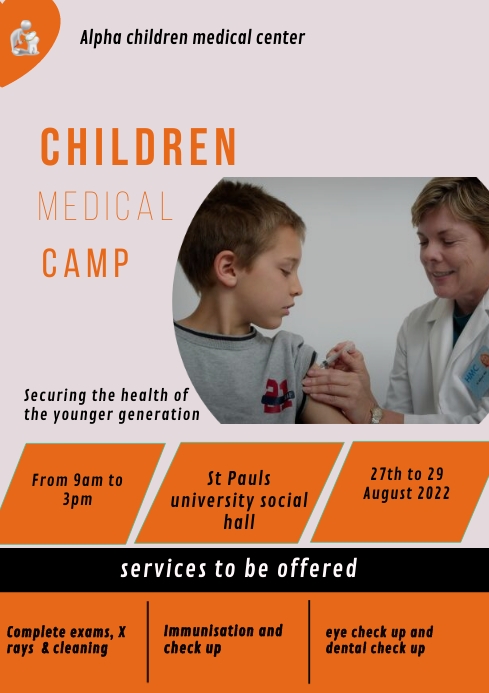 Alpha children medical center
CHILDREN
MEDICAL
CAMP
21
HMC
Securing the health of
the younger generation
From 9am to
3pm
St Pauls
university social
hall
27th to 29
August 2022
services to be offered
Complete exams, X
rays & cleaning
Immunisation and
check up
eye check up and
dental check up